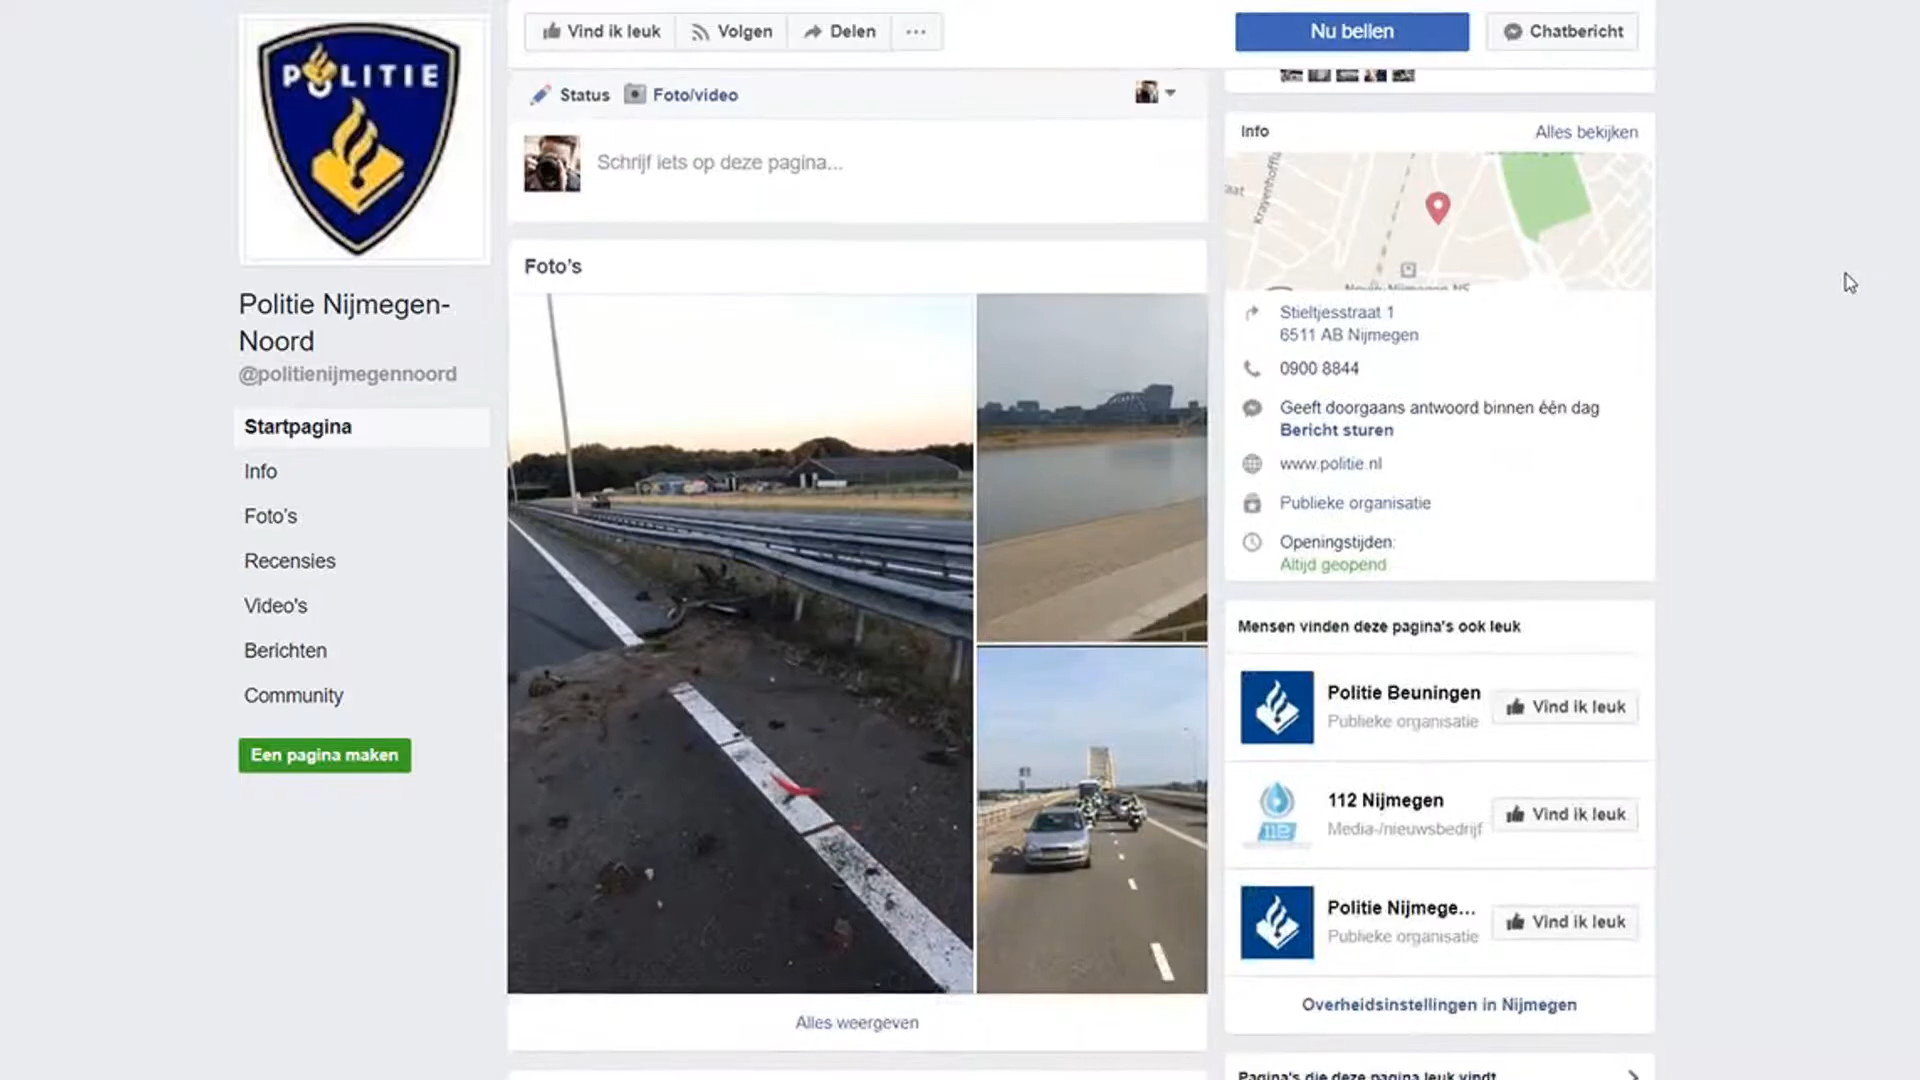 POLITIE
Politie Nijmegen-
Noord
@politienijmegennoord
Startpagina
Info
Foto's
Recensies
Video's
Berichten
Community
Een pagina maken
Vind ik leuk
Volgen
Delen
Nu bellen
Chatbericht
Status
Foto/video
Schrijf iets op deze pagina...
Foto's
Alles weergeven
Info
Alles bekijken
Stieltjesstraat 1
6511 AB Nijmegen
0900 8844
Geeft doorgaans antwoord binnen één dag
Bericht sturen
www.politie.nl
Publieke organisatie
Openingstijden:
Altijd geopend
Mensen vinden deze pagina's ook leuk
Politie Beuningen
Publieke organisatie
Vind ik leuk
112
112 Nijmegen
Media-/nieuwsbedrijf
Vind ik leuk
Politie Nijmege...
Publieke organisatie
Vind ik leuk
Overheidsinstellingen in Nijmegen
Pagina's die deze pagina leuk vindt